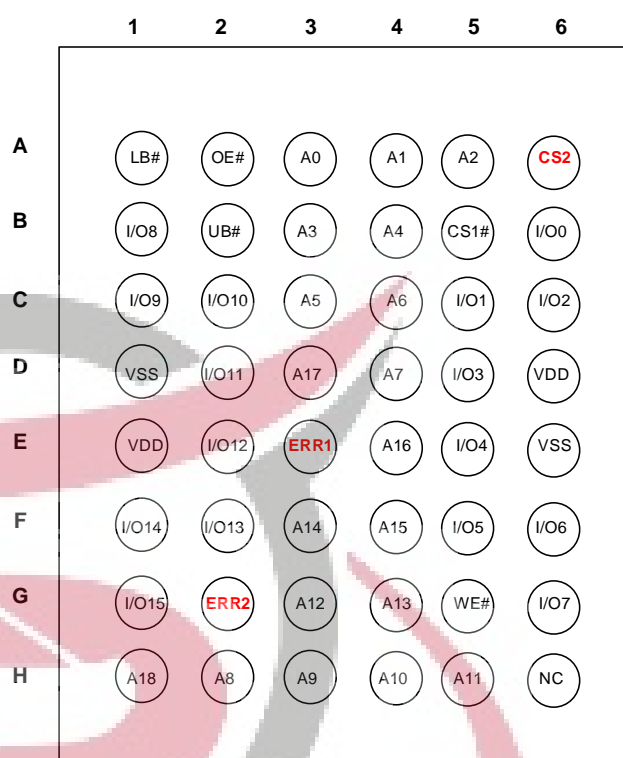 1 2 3 4 5 6
A LB# OE# A0 A1 A2 CS2
B I/O8 UB# A3 A4 CS1# I/O0
C I/O9 I/O10 A5 A6 I/O1 I/O2
D VSS I/O11 A17 A7 I/O3 VDD
E VDD I/O12 ERR1 A16 I/O4 VSS
F I/O14 I/O13 A14 A15 I/O5 I/O6
G I/O15 ERR2 A12 A13 WE# I/O7
H A18 A8 A9 A10 A11 NC